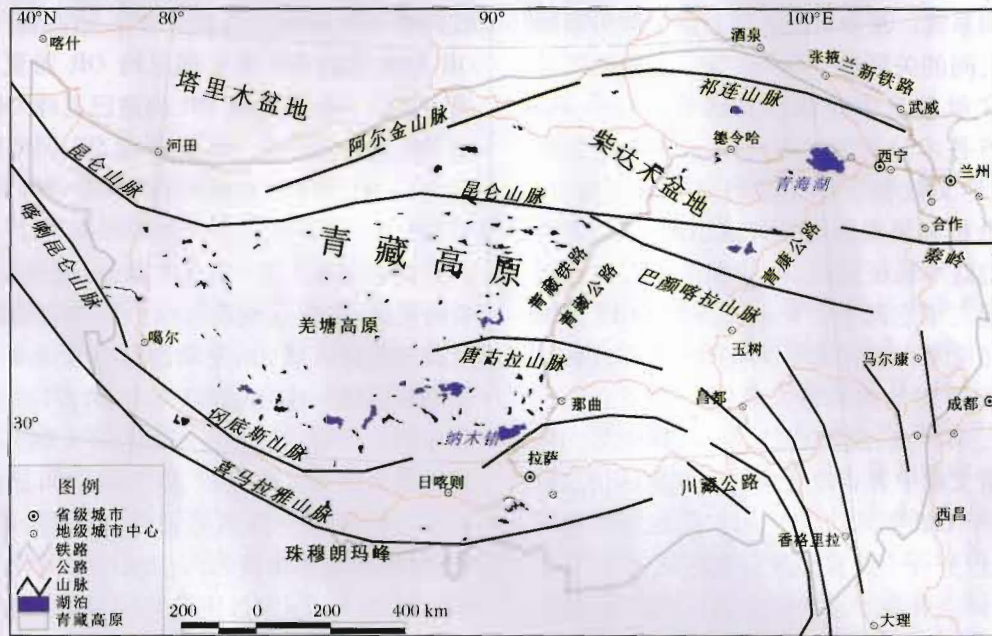 40°N
80°
90°
100°E
喀什
酒泉
张掖
兰新铁路
塔里木盆地
祁连山脉
武威
阿尔金山脉
德令哈
河田
柴达木盆地
西宁
兰州
青海湖
昆仑山脉
昆仑山脉
合作
喀喇昆仑山脉
青藏高原
秦岭
青藏铁路
青藏公路
巴颜喀拉山脉
羌塘高原
噶尔
唐古拉山脉
玉树
马尔康
那曲
昌都
成都
30°
冈底斯山脉
纳木错
拉萨
日喀则
川藏公路
喜马拉雅山脉
西昌
香格里拉
珠穆朗玛峰
大理
图例
省级城市
地级城市中心
铁路
公路
山脉
湖泊
青藏高原
200 0 200 400 km